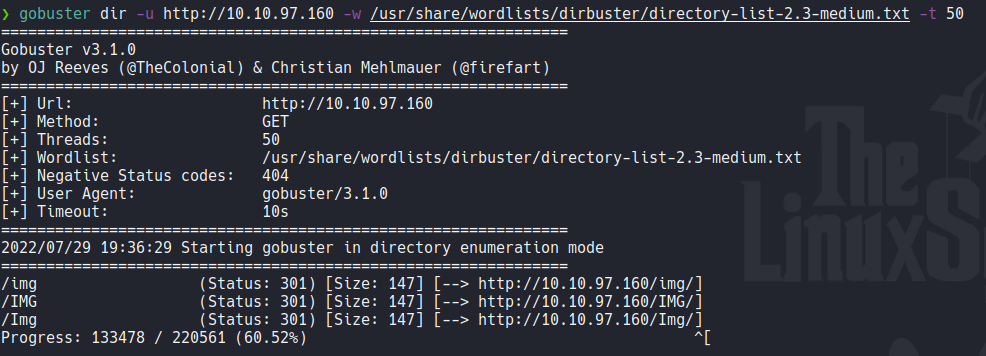 ❯ gobuster dir -u http://10.10.97.160 -w /usr/share/wordlists/dirbuster/directory-list-2.3-medium.txt -t 50
===============================================================
Gobuster v3.1.0
by OJ Reeves (@TheColonial) & Christian Mehlmauer (@firefart)
===============================================================
[+] Url:                     http://10.10.97.160
[+] Method:                  GET
[+] Threads:                 50
[+] Wordlist:                /usr/share/wordlists/dirbuster/directory-list-2.3-medium.txt
[+] Negative Status codes:   404
[+] User Agent:              gobuster/3.1.0
[+] Timeout:                 10s
===============================================================
2022/07/29 19:36:29 Starting gobuster in directory enumeration mode
===============================================================
/img                  (Status: 301) [Size: 147] [--> http://10.10.97.160/img/]
/IMG                  (Status: 301) [Size: 147] [--> http://10.10.97.160/IMG/]
/Img                  (Status: 301) [Size: 147] [--> http://10.10.97.160/Img/]
Progress: 133478 / 220561 (60.52%)                                           ^[
The
LinuxS